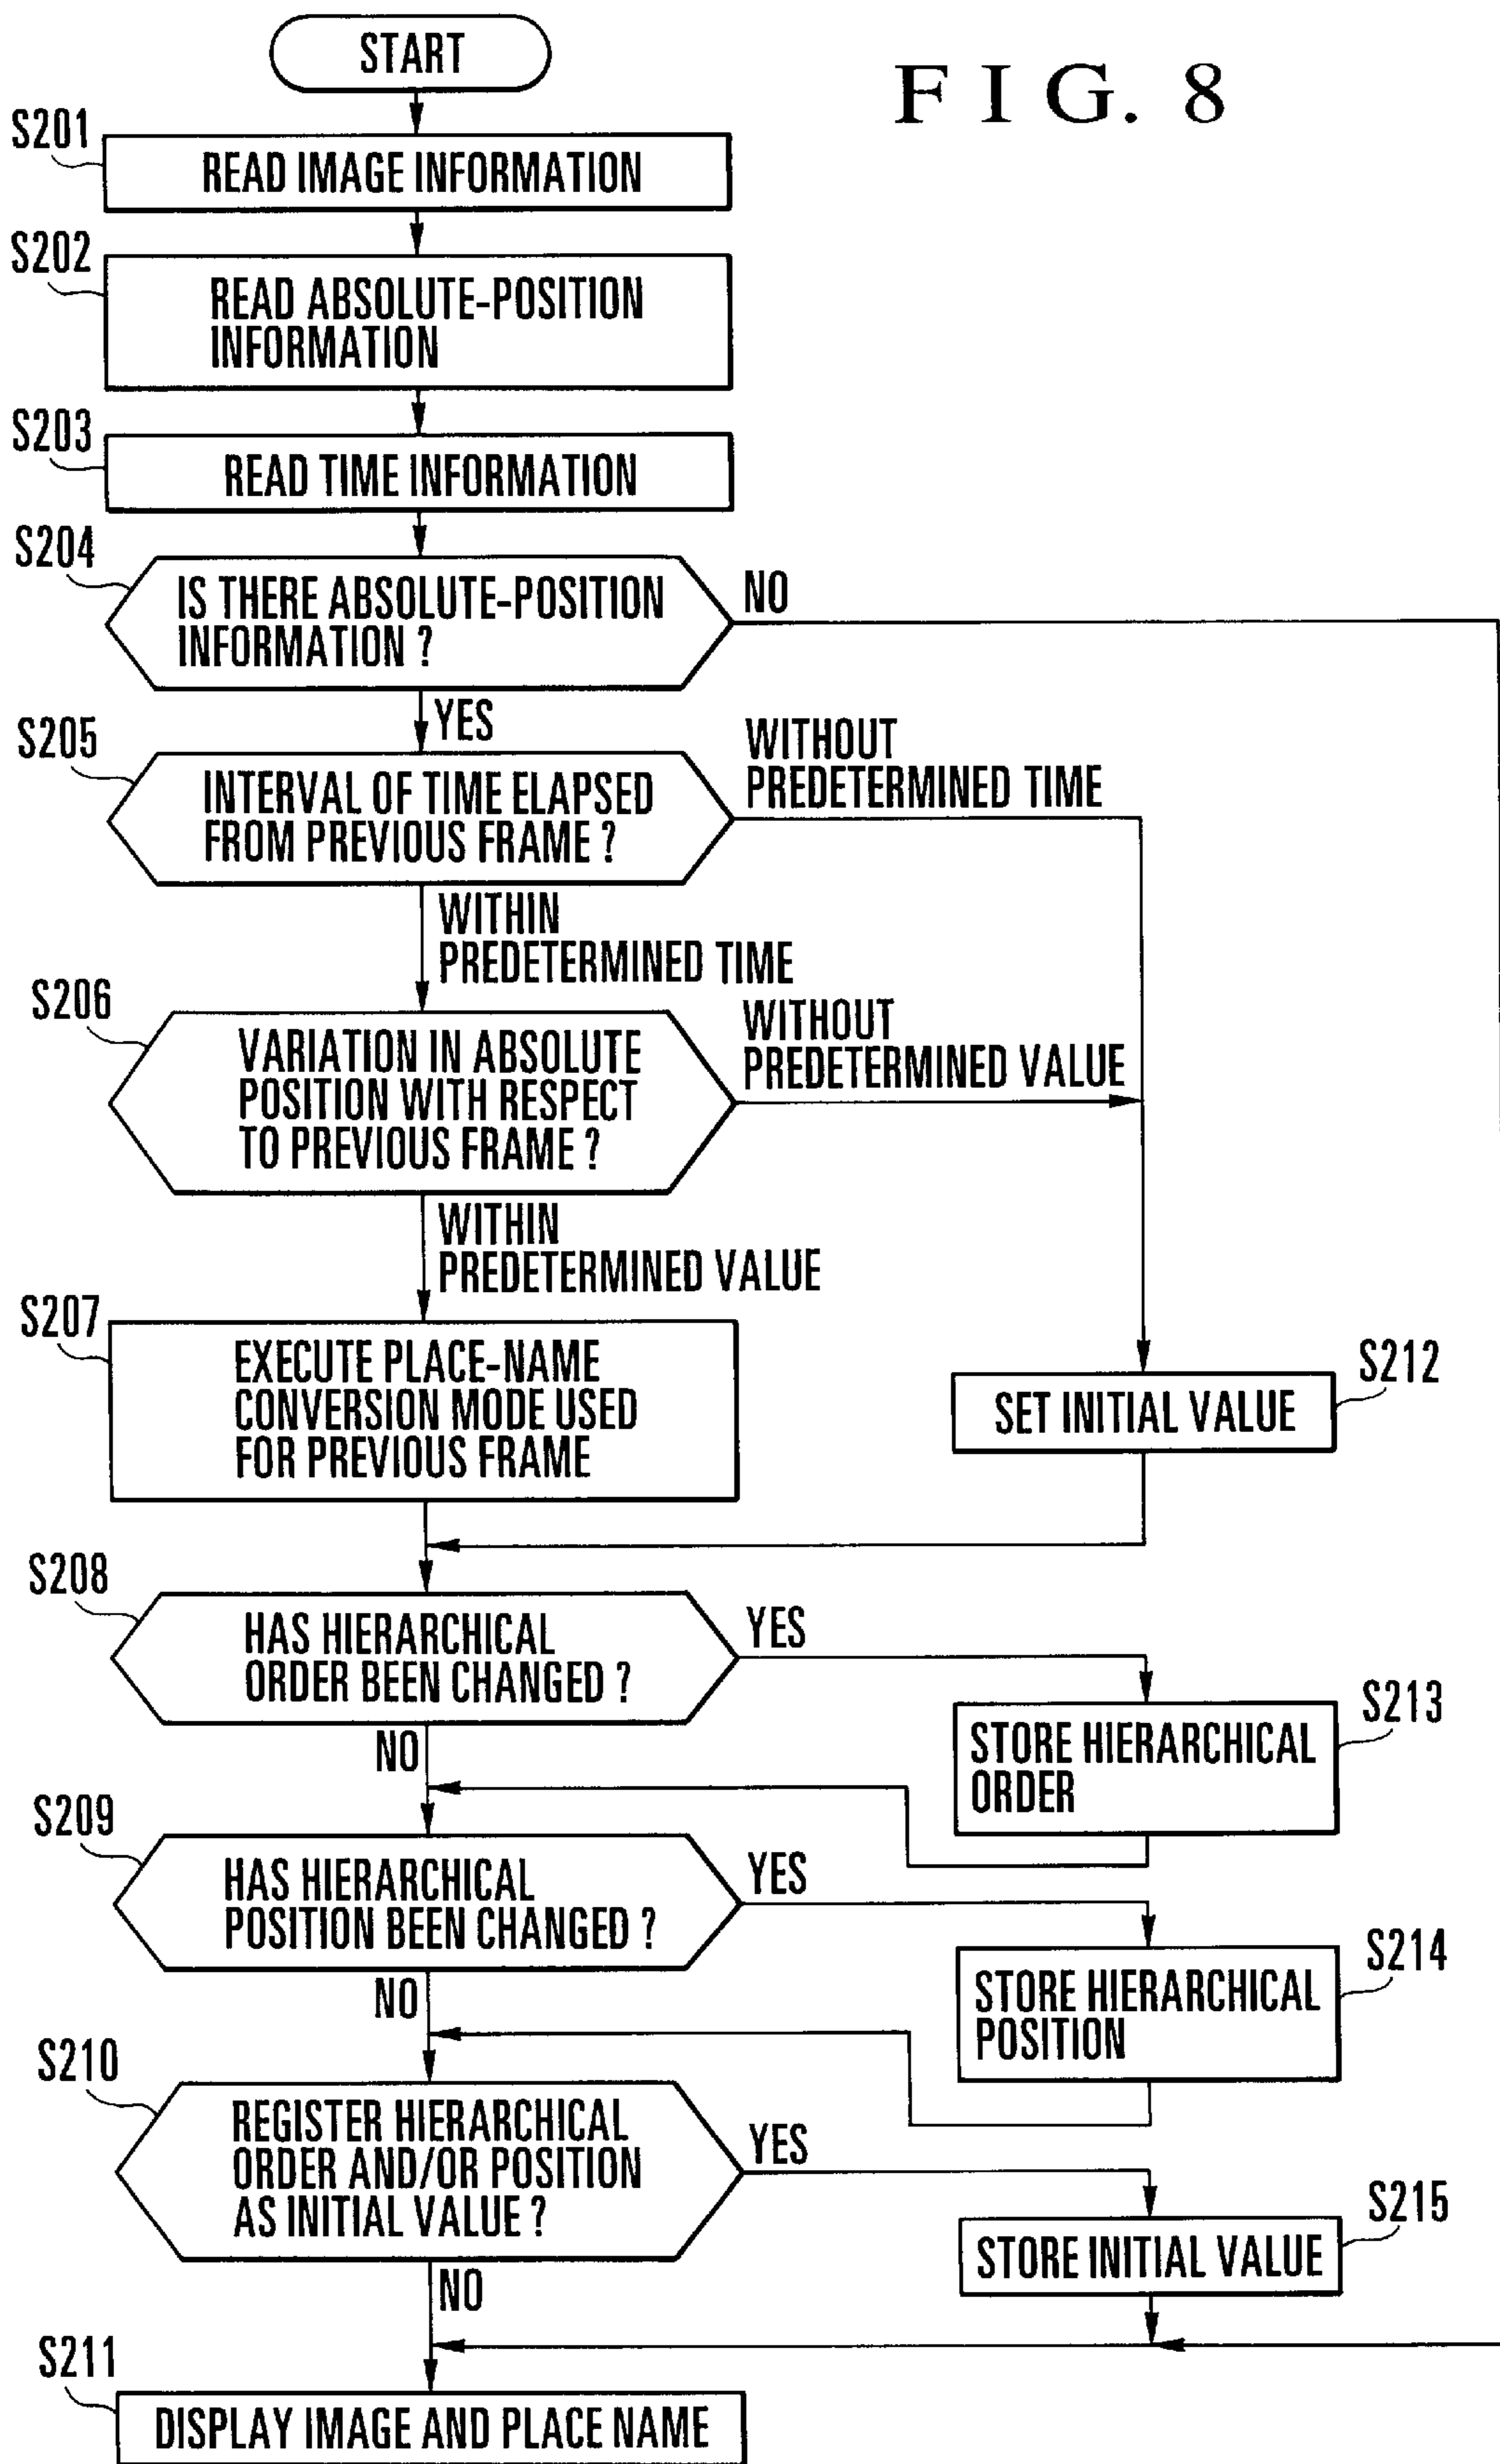 START
F I G. 8
S201
READ IMAGE INFORMATION
S202
READ ABSOLUTE-POSITION
INFORMATION
S203
READ TIME INFORMATION
S204
IS THERE ABSOLUTE-POSITION
INFORMATION ?
NO
YES
S205
INTERVAL OF TIME ELAPSED
FROM PREVIOUS FRAME ?
WITHOUT
PREDETERMINED TIME
WITHIN
PREDETERMINED TIME
S206
VARIATION IN ABSOLUTE
POSITION WITH RESPECT
TO PREVIOUS FRAME ?
WITHOUT
PREDETERMINED VALUE
WITHIN
PREDETERMINED VALUE
S207
EXECUTE PLACE-NAME
CONVERSION MODE USED
FOR PREVIOUS FRAME
S212
SET INITIAL VALUE
S208
HAS HIERARCHICAL
ORDER BEEN CHANGED ?
YES
NO
S213
STORE HIERARCHICAL
ORDER
S209
HAS HIERARCHICAL
POSITION BEEN CHANGED ?
YES
NO
S214
STORE HIERARCHICAL
POSITION
S210
REGISTER HIERARCHICAL
ORDER AND/OR POSITION
AS INITIAL VALUE ?
YES
NO
S215
STORE INITIAL VALUE
S211
DISPLAY IMAGE AND PLACE NAME